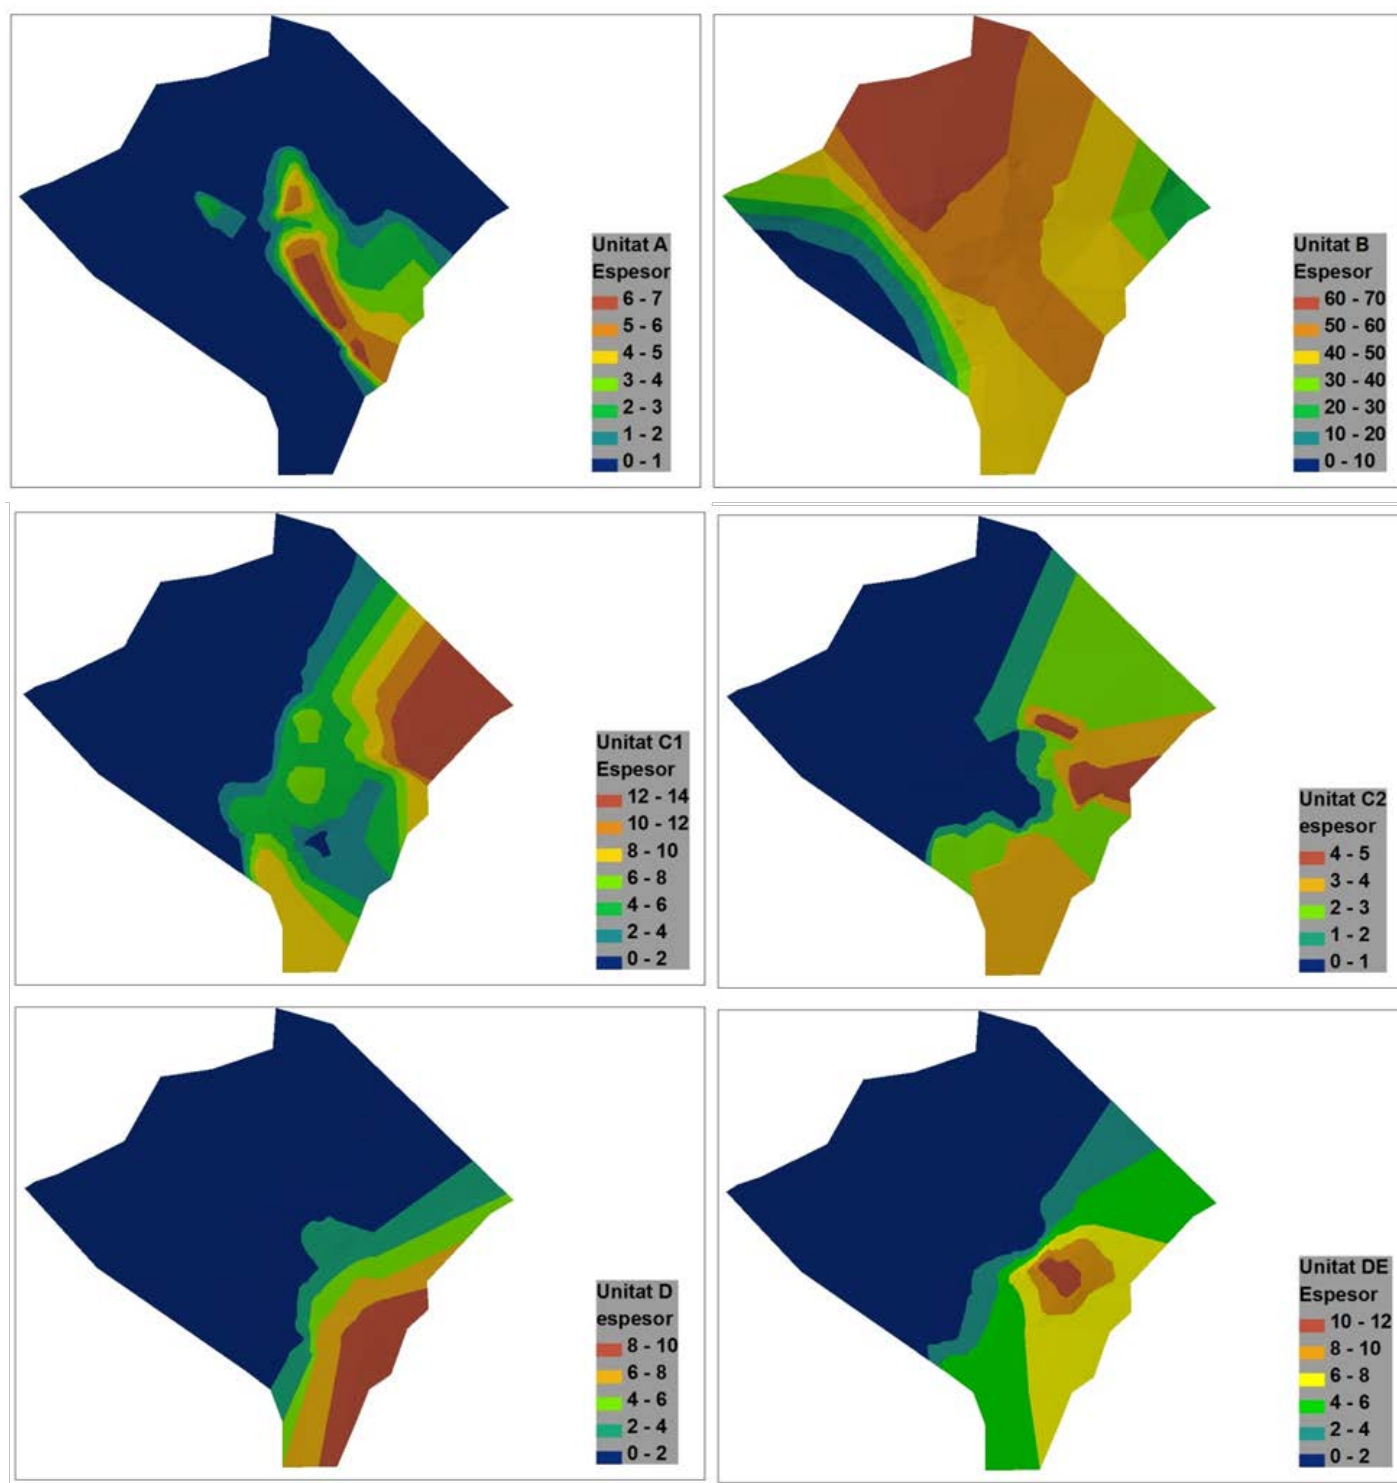 Unitat A
Espesor
6 - 7
5 - 6
4 - 5
3 - 4
2 - 3
1 - 2
0 - 1
Unitat B
Espesor
60 - 70
50 - 60
40 - 50
30 - 40
20 - 30
10 - 20
0 - 10
Unitat C1
Espesor
12 - 14
10 - 12
8 - 10
6 - 8
4 - 6
2 - 4
0 - 2
Unitat C2
espesor
4 - 5
3 - 4
2 - 3
1 - 2
0 - 1
Unitat D
espesor
8 - 10
6 - 8
4 - 6
2 - 4
0 - 2
Unitat DE
Espesor
10 - 12
8 - 10
6 - 8
4 - 6
2 - 4
0 - 2